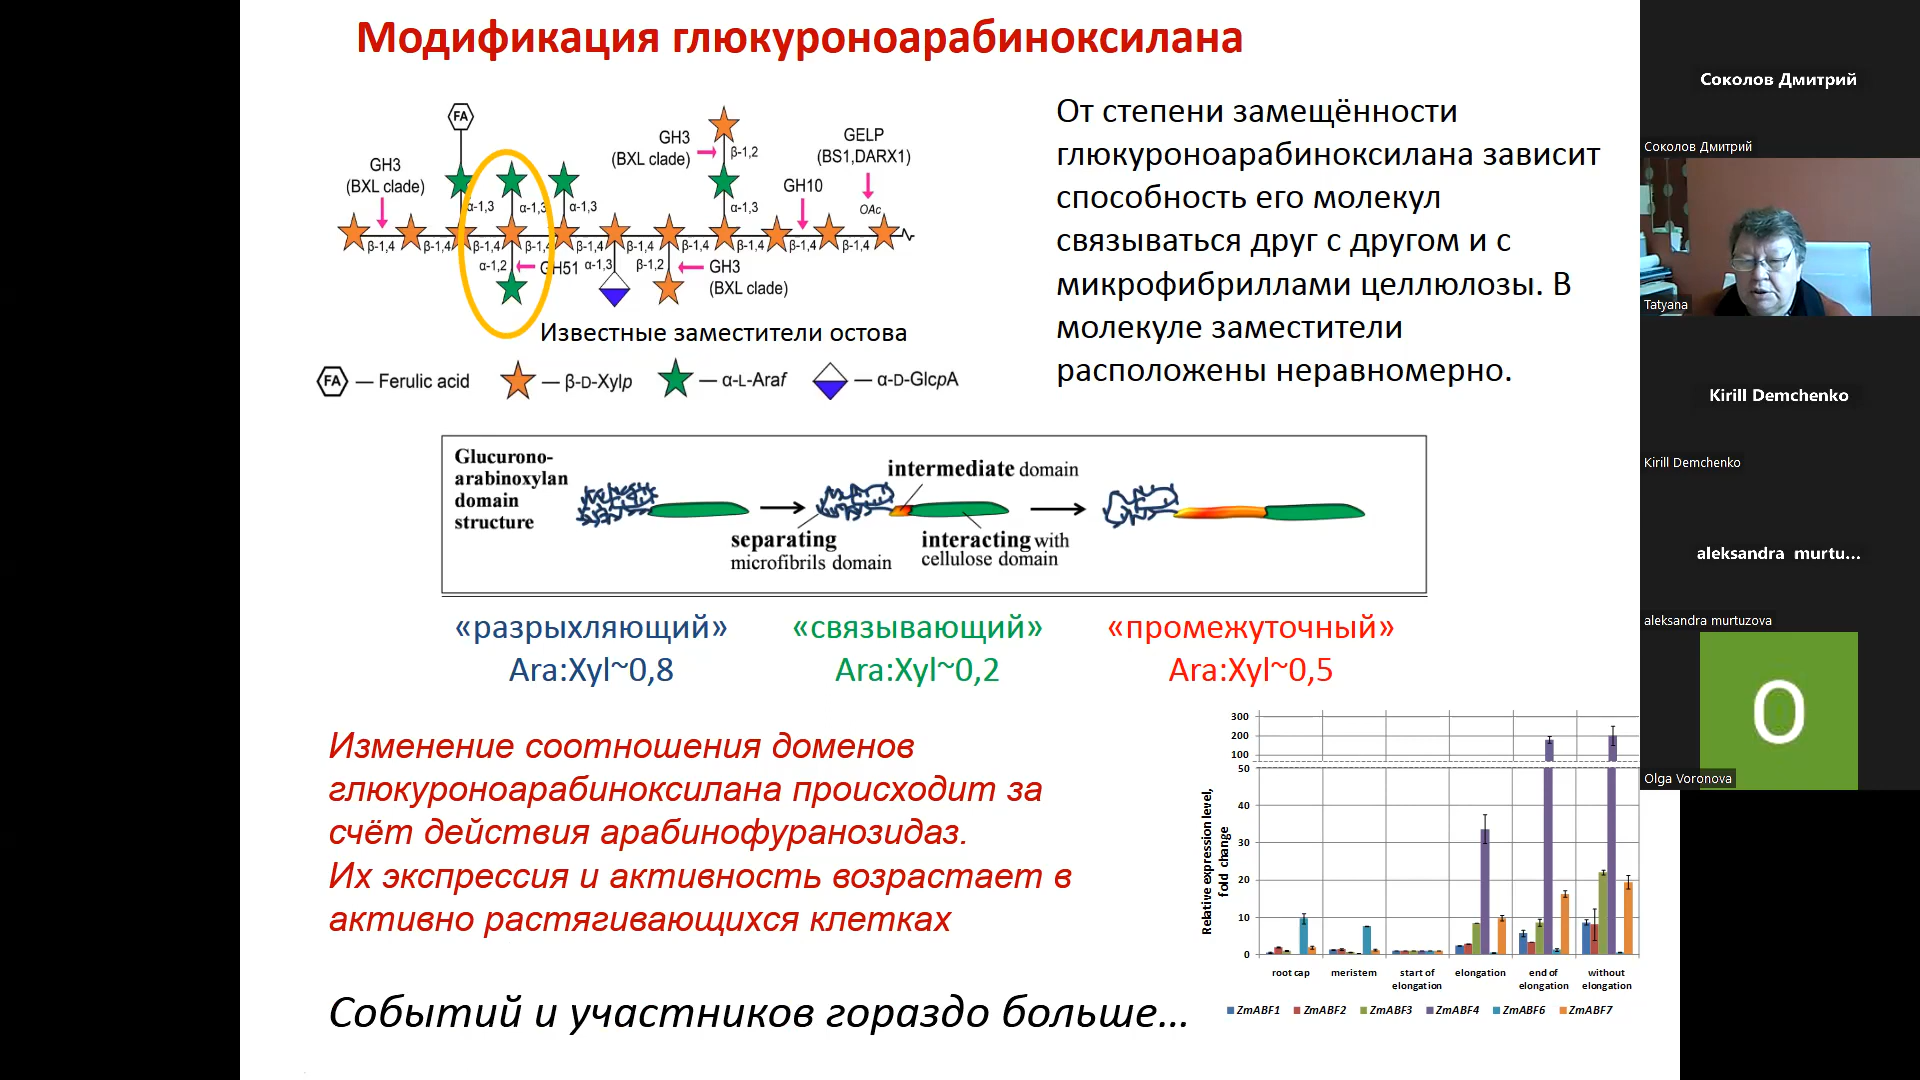 Модификация глюкуроноарабиноксилана
FA
GH3
(BXL clade)
GH3
(BXL clade)
β-1,2
GELP
(BS1,DARX1)
GH10
OAc
α-1,3
α-1,3
α-1,3
α-1,3
β-1,4
β-1,4
β-1,4
β-1,4
β-1,4
β-1,4
β-1,4
β-1,4
β-1,4
β-1,4
α-1,2
GH51
α-1,3
β-1,2
GH3
(BXL clade)
Известные заместители остова
FA — Ferulic acid
— β-D-Xylp
— α-L-Araf
— α-D-GlcpA
От степени замещённости
глюкуроноарабиноксилана зависит
способность его молекул
связываться друг с другом и с
микрофибриллами целлюлозы. В
молекуле заместители
расположены неравномерно.
Glucurono-
arabinoxylan
domain
structure
intermediate domain
separating
microfibrils domain
interacting with
cellulose domain
«разрыхляющий»
Ara:Xyl~0,8
«связывающий»
Ara:Xyl~0,2
«промежуточный»
Ara:Xyl~0,5
Изменение соотношения доменов
глюкуроноарабиноксилана происходит за
счёт действия арабинофуранозидаз.
Их экспрессия и активность возрастает в
активно растягивающихся клетках
Событий и участников гораздо больше...
Relative expression level,
fold change
300
200
100
50
40
30
20
10
0
root cap
meristem
start of
elongation
elongation
end of
elongation
without
elongation
ZmABF1
ZmABF2
ZmABF3
ZmABF4
ZmABF6
ZmABF7
Соколов Дмитрий
Соколов Дмитрий
Tatyana
Kirill Demchenko
Kirill Demchenko
aleksandra murtu...
aleksandra murtuzova
O
Olga Voronova